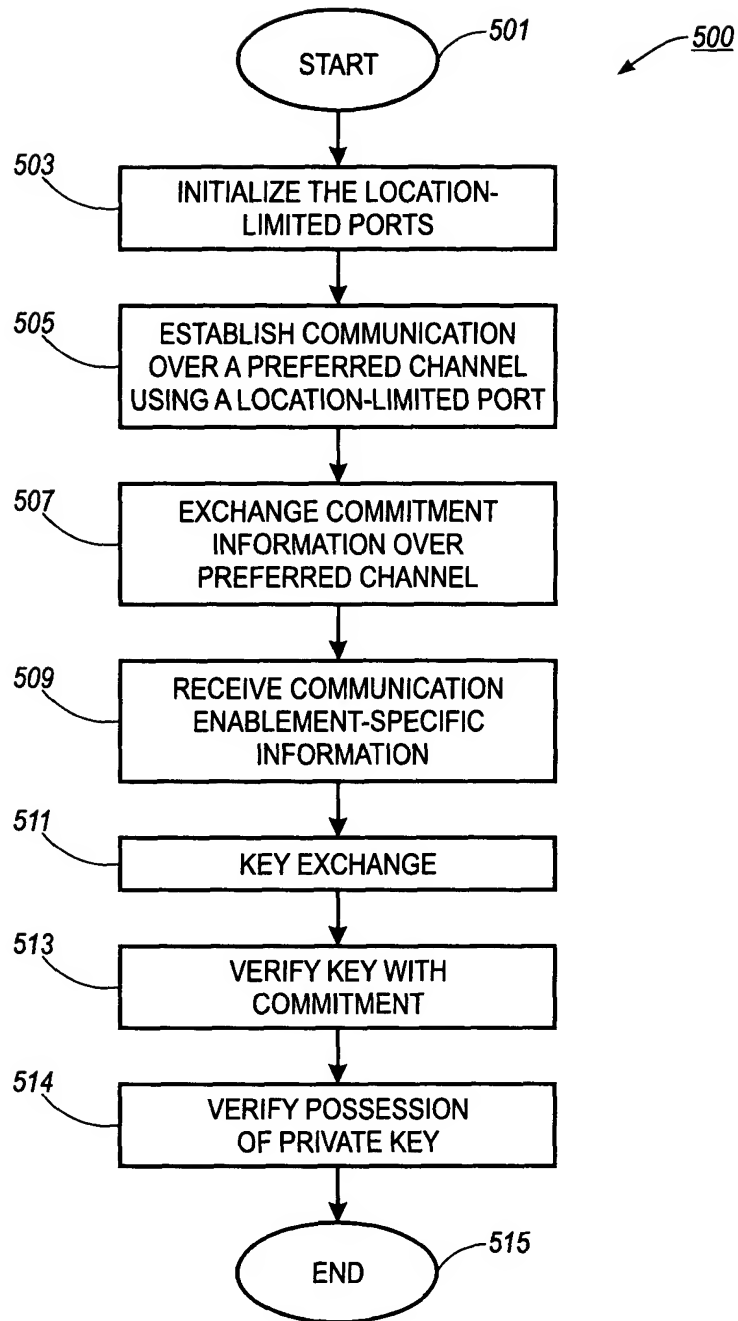 START
501
500
503
INITIALIZE THE LOCATION-
LIMITED PORTS
505
ESTABLISH COMMUNICATION
OVER A PREFERRED CHANNEL
USING A LOCATION-LIMITED PORT
507
EXCHANGE COMMITMENT
INFORMATION OVER
PREFERRED CHANNEL
509
RECEIVE COMMUNICATION
ENABLEMENT-SPECIFIC
INFORMATION
511
KEY EXCHANGE
513
VERIFY KEY WITH
COMMITMENT
514
VERIFY POSSESSION
OF PRIVATE KEY
515
END